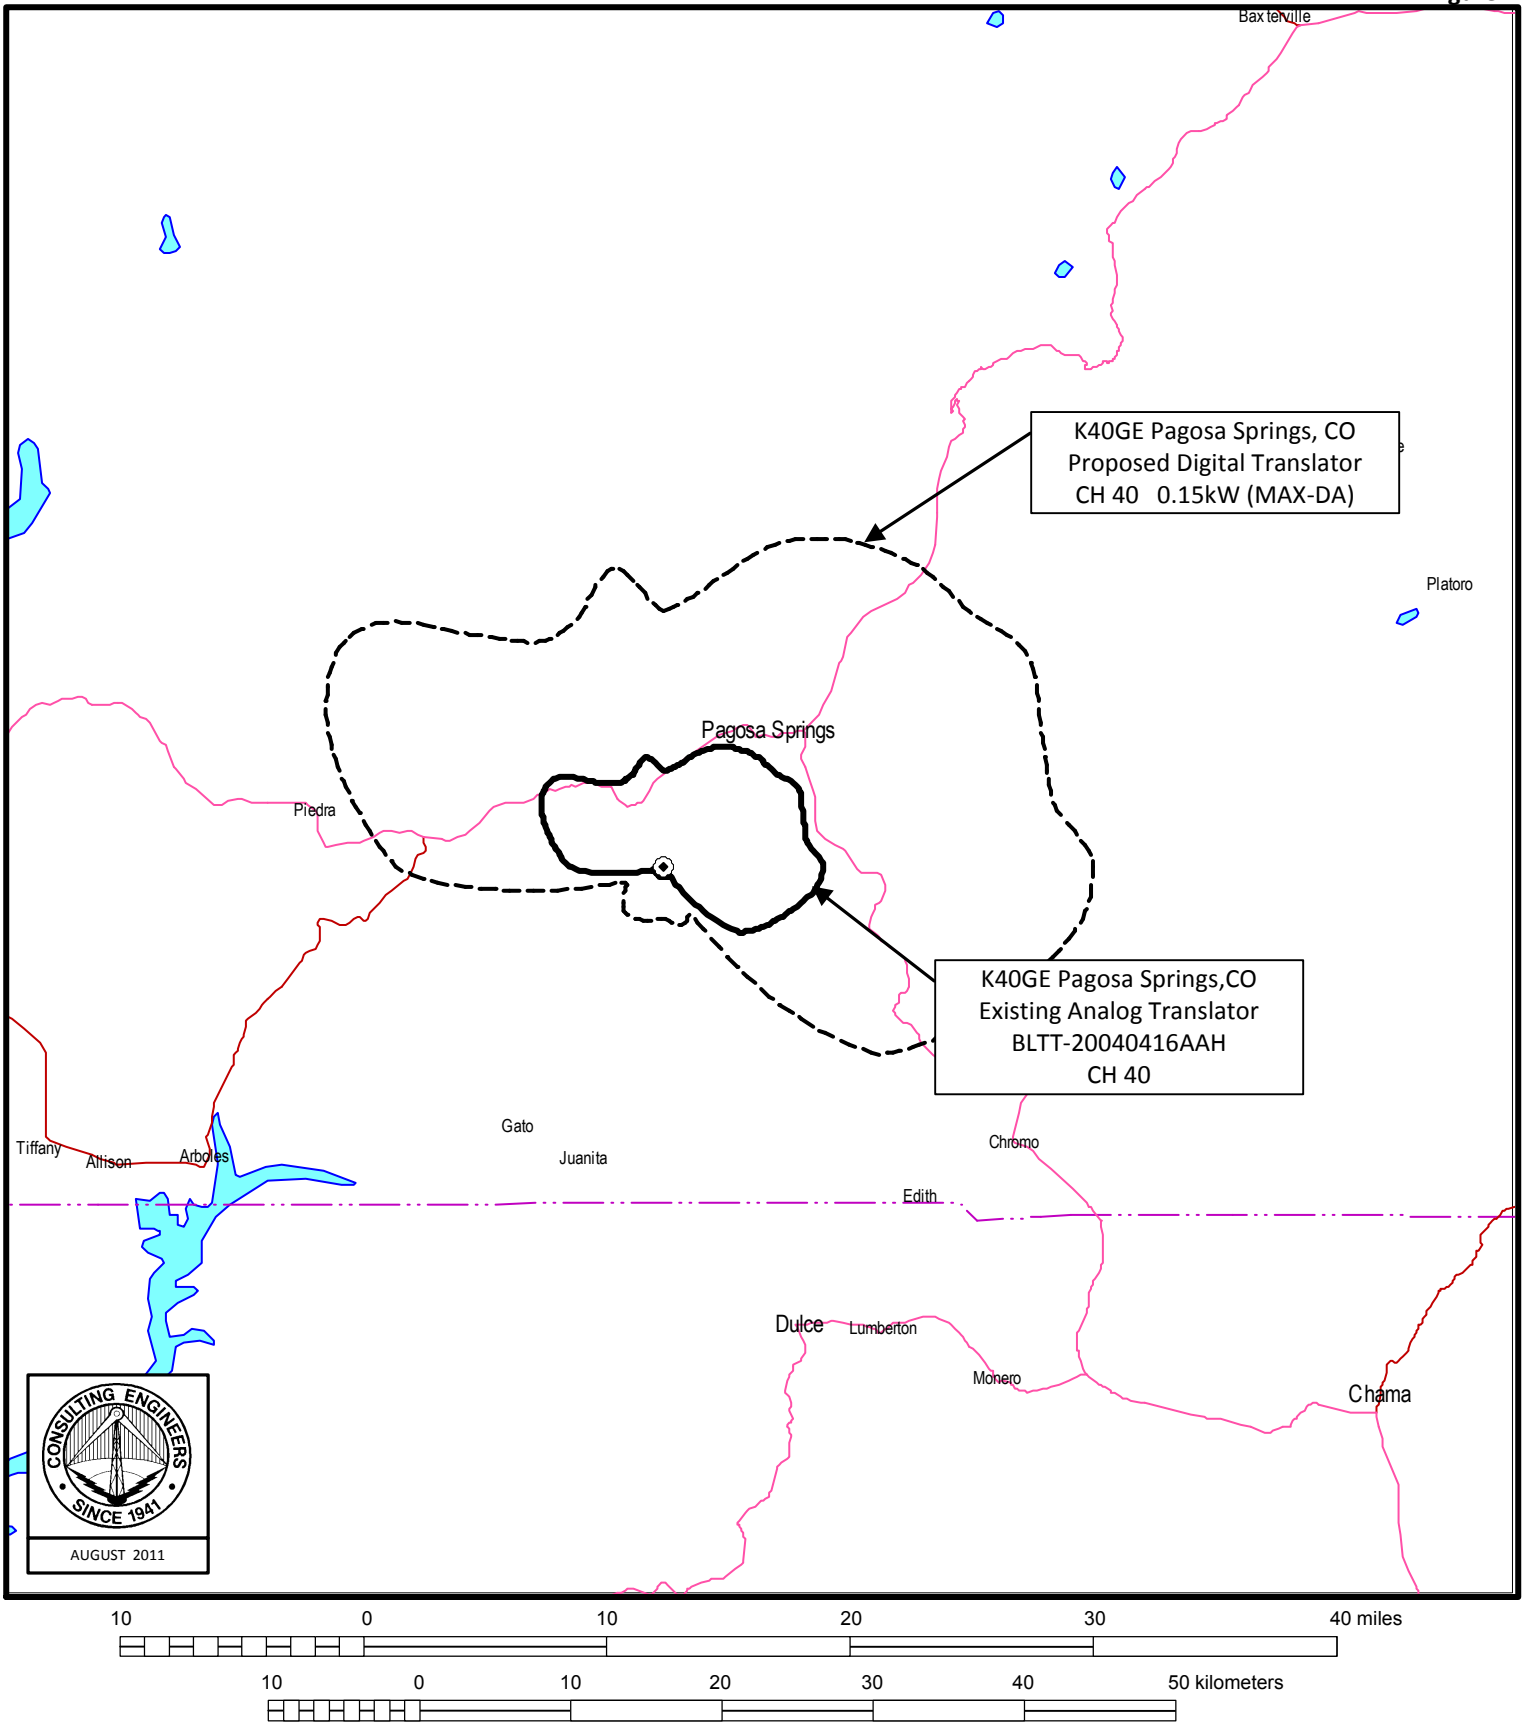 Baxterville
K40GE Pagosa Springs, CO
Proposed Digital Translator
CH 40 0.15kW (MAX-DA)
Platoro
Pagosa Springs
Piedra
K40GE Pagosa Springs,CO
Existing Analog Translator
BLTT-20040416AAH
CH 40
Gato
Juanita
Chromo
Tiffany
Allison
Arboles
Edith
Dulce
Lumberton
Monero
Chama
CONSULTING ENGINEERS
SINCE 1941
AUGUST 2011
10 0 10 20 30 40 miles
10 0 10 20 30 40 50 kilometers